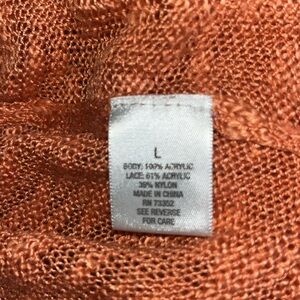 L
BODY: 100% ACRYLIC
LACE: 61% ACRYLIC
39% NYLON
MADE IN CHINA
RN 73302
SEE REVERSE
FOR CARE